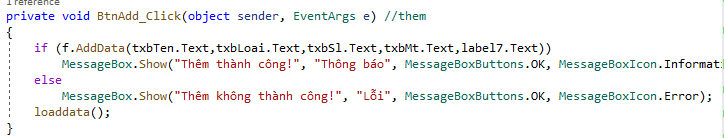 1 reference
private void BtnAdd_Click(object sender, EventArgs e) //them
{
if (f.AddData(txbTen.Text,txbLoai.Text,txbSl.Text,txbMt.Text,label7.Text))
MessageBox.Show("Thêm thành công!", "Thông báo", MessageBoxButtons.OK, MessageBoxIcon.Informati
else
MessageBox.Show("Thêm không thành công!", "Lỗi", MessageBoxButtons.OK, MessageBoxIcon.Error);
loaddata();
}